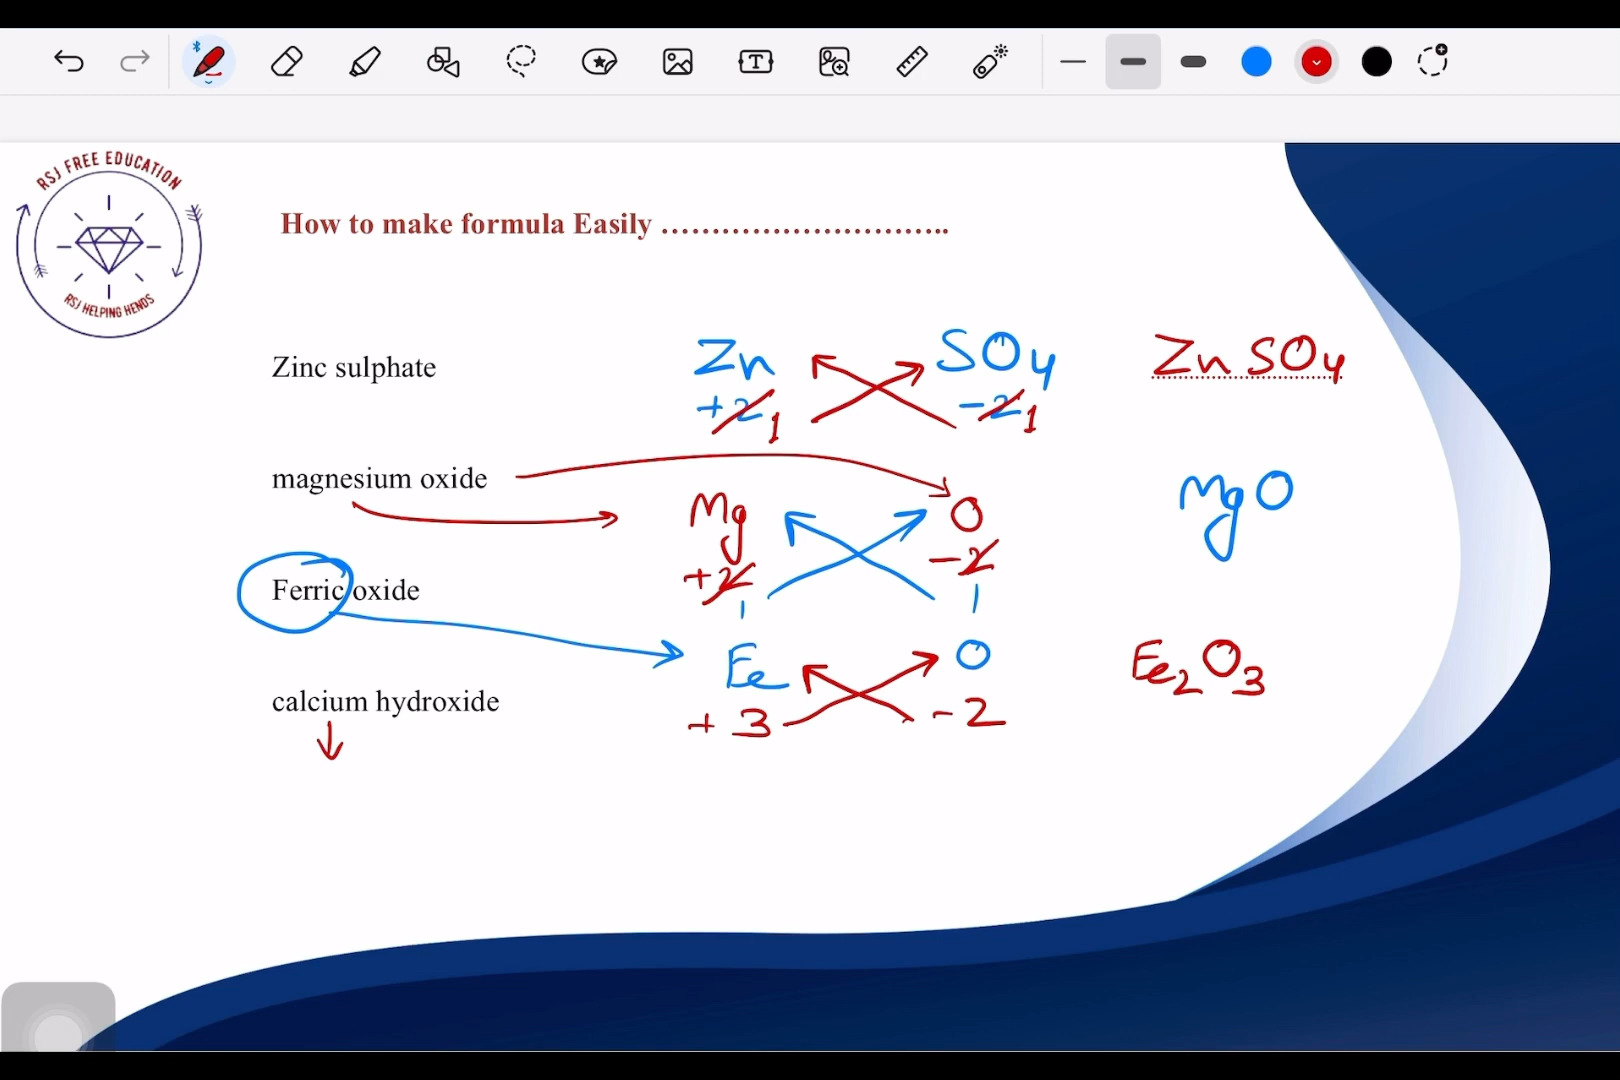 RSJ FREE EDUCATION
RSJ HELPING HENDS
How to make formula Easily ...............................
Zinc sulphate
Zn SO4 ZnSO4
+2 1 -2 1
magnesium oxide
Mg O MgO
+2 -2
1 1
Ferric oxide
Fe O Fe2O3
+3 -2
calcium hydroxide